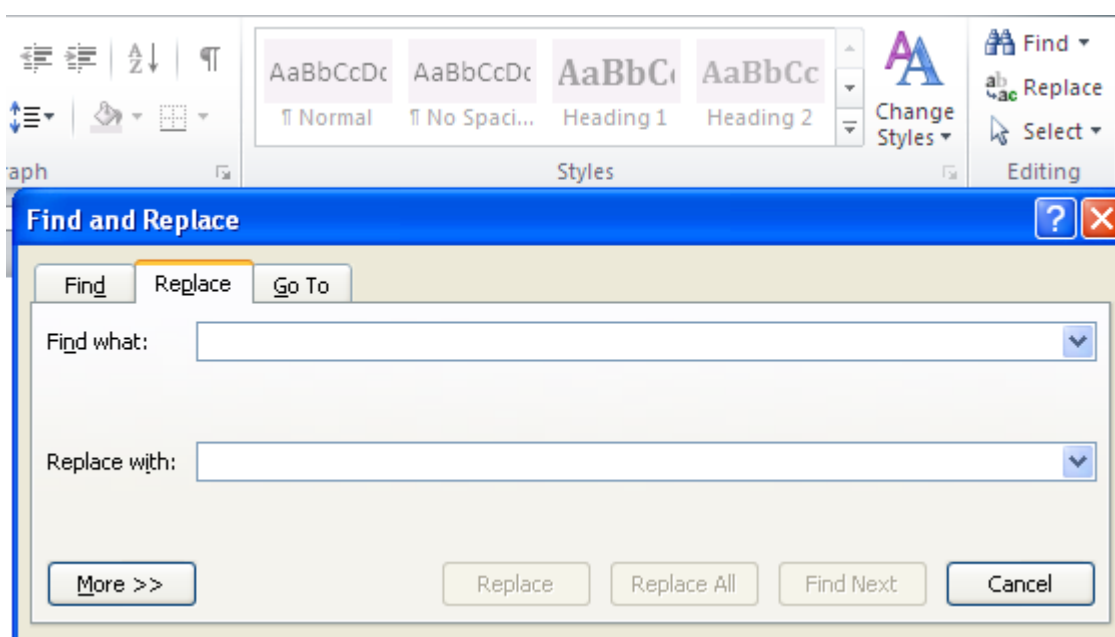 Find
Replace
Select
Editing
AaBbCcDc AaBbCcDc AaBbC AaBbCc
¶ Normal ¶ No Spaci... Heading 1 Heading 2
Change
Styles
raph Styles
Find and Replace
Find Replace Go To
Find what:
Replace with:
More >> Replace Replace All Find Next Cancel